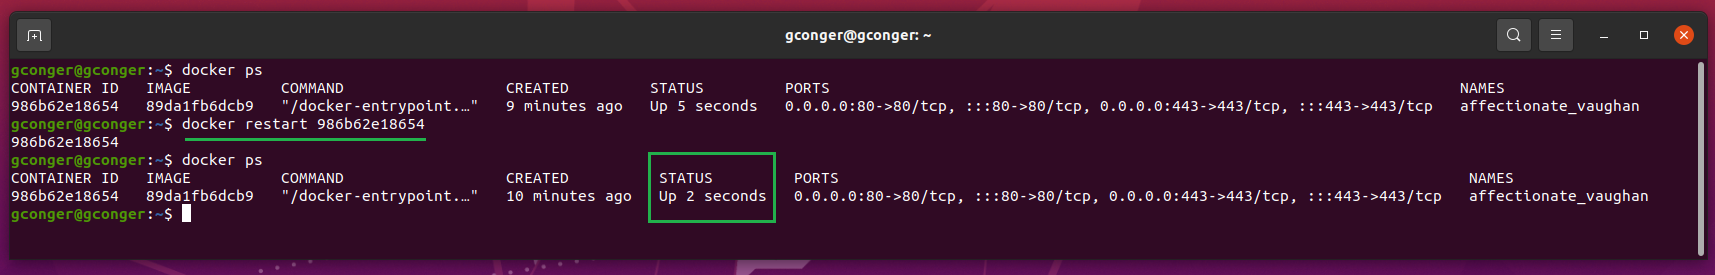 gconger@gconger: ~
gconger@gconger:~$ docker ps
CONTAINER ID   IMAGE          COMMAND                  CREATED         STATUS         PORTS                                                                      NAMES
986b62e18654   89da1fb6dcb9   "/docker-entrypoint.…"   9 minutes ago   Up 5 seconds   0.0.0.0:80->80/tcp, :::80->80/tcp, 0.0.0.0:443->443/tcp, :::443->443/tcp   affectionate_vaughan
gconger@gconger:~$ docker restart 986b62e18654
986b62e18654
gconger@gconger:~$ docker ps
CONTAINER ID   IMAGE          COMMAND                  CREATED          STATUS         PORTS                                                                      NAMES
986b62e18654   89da1fb6dcb9   "/docker-entrypoint.…"   10 minutes ago   Up 2 seconds   0.0.0.0:80->80/tcp, :::80->80/tcp, 0.0.0.0:443->443/tcp, :::443->443/tcp   affectionate_vaughan
gconger@gconger:~$